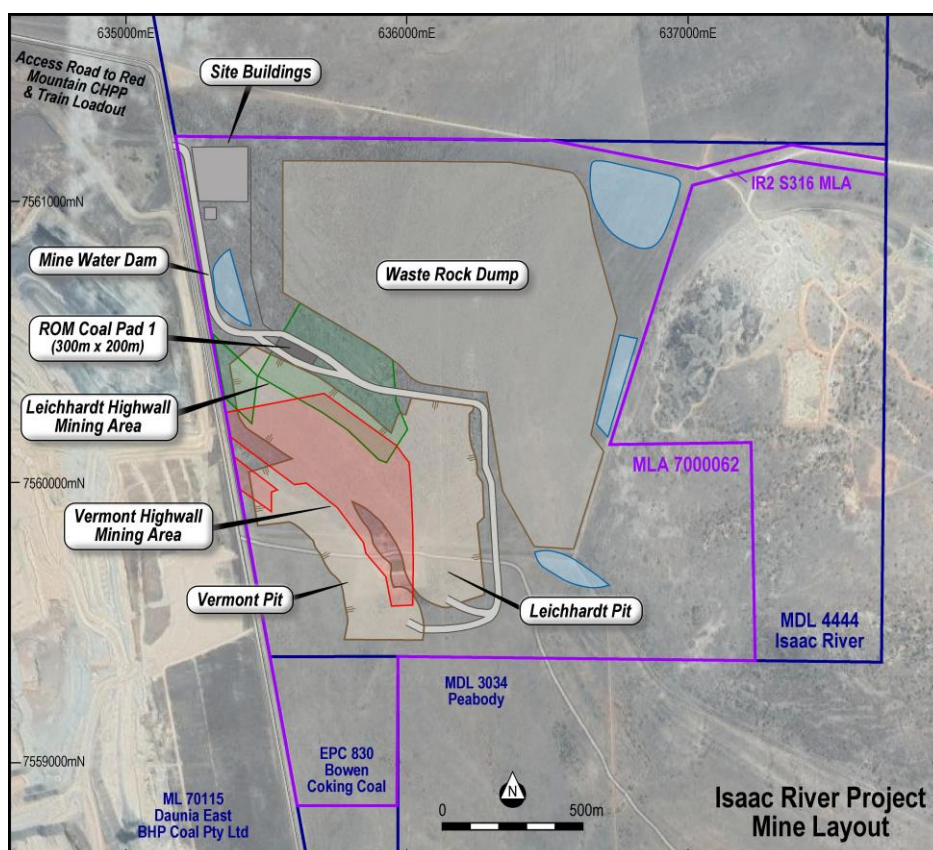 635000mE
636000mE
637000mE
Access Road to Red
Mountain CHPP
& Train Loadout
Site Buildings
IR2 S316 MLA
7561000mN
Mine Water Dam
Waste Rock Dump
ROM Coal Pad 1
(300m x 200m)
Leichhardt Highwall
Mining Area
MLA 7000062
7560000mN
Vermont Highwall
Mining Area
Vermont Pit
Leichhardt Pit
MDL 4444
Isaac River
MDL 3034
Peabody
7559000mN
EPC 830
Bowen
Coking Coal
ML 70115
Daunia East
BHP Coal Pty Ltd
N
0
500m
Isaac River Project
Mine Layout